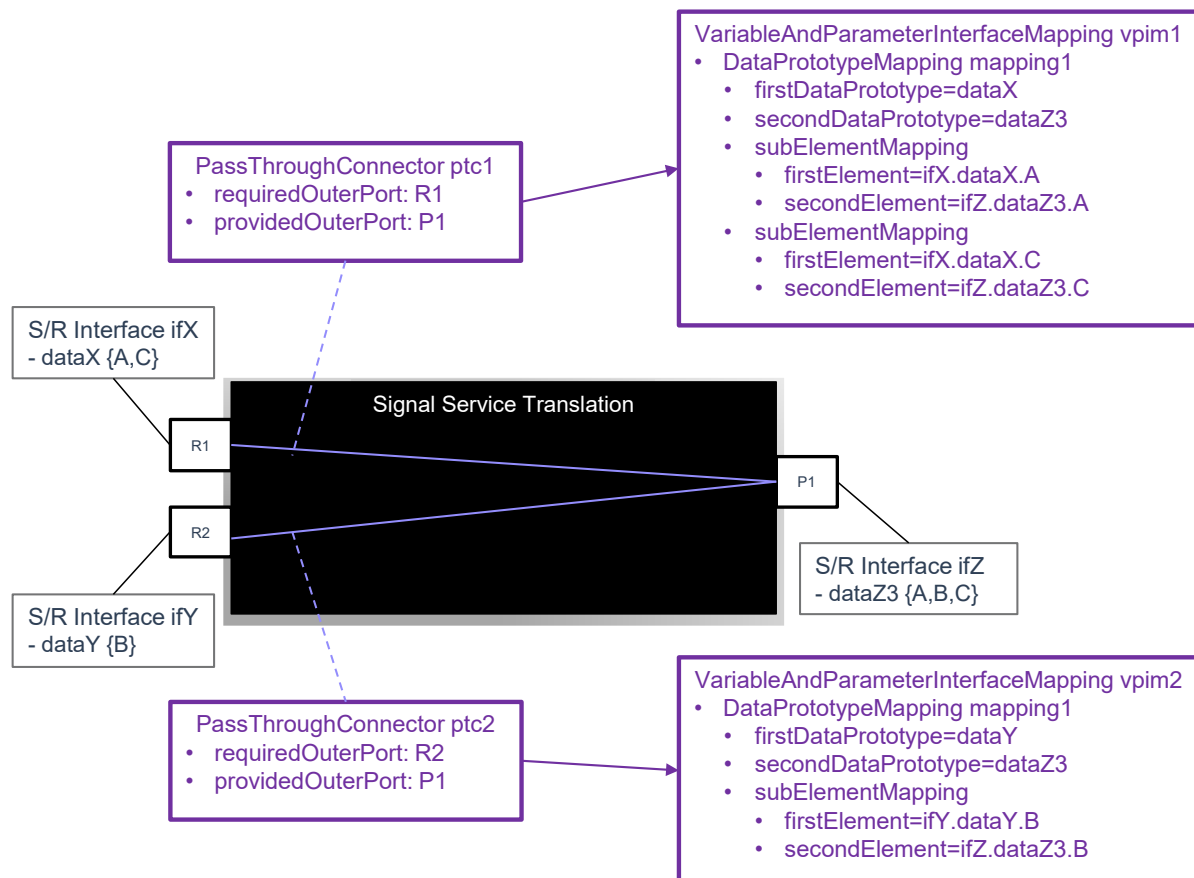 VariableAndParameterInterfaceMapping vpim1
• DataPrototypeMapping mapping1
• firstDataPrototype=dataX
• secondDataPrototype=dataZ3
• subElementMapping
• firstElement=ifX.dataX.A
• secondElement=ifZ.dataZ3.A
• subElementMapping
• firstElement=ifX.dataX.C
• secondElement=ifZ.dataZ3.C
PassThroughConnector ptc1
• requiredOuterPort: R1
• providedOuterPort: P1
S/R Interface ifX
- dataX {A,C}
Signal Service Translation
R1
P1
R2
S/R Interface ifZ
- dataZ3 {A,B,C}
S/R Interface ifY
- dataY {B}
PassThroughConnector ptc2
• requiredOuterPort: R2
• providedOuterPort: P1
VariableAndParameterInterfaceMapping vpim2
• DataPrototypeMapping mapping1
• firstDataPrototype=dataY
• secondDataPrototype=dataZ3
• subElementMapping
• firstElement=ifY.dataY.B
• secondElement=ifZ.dataZ3.B